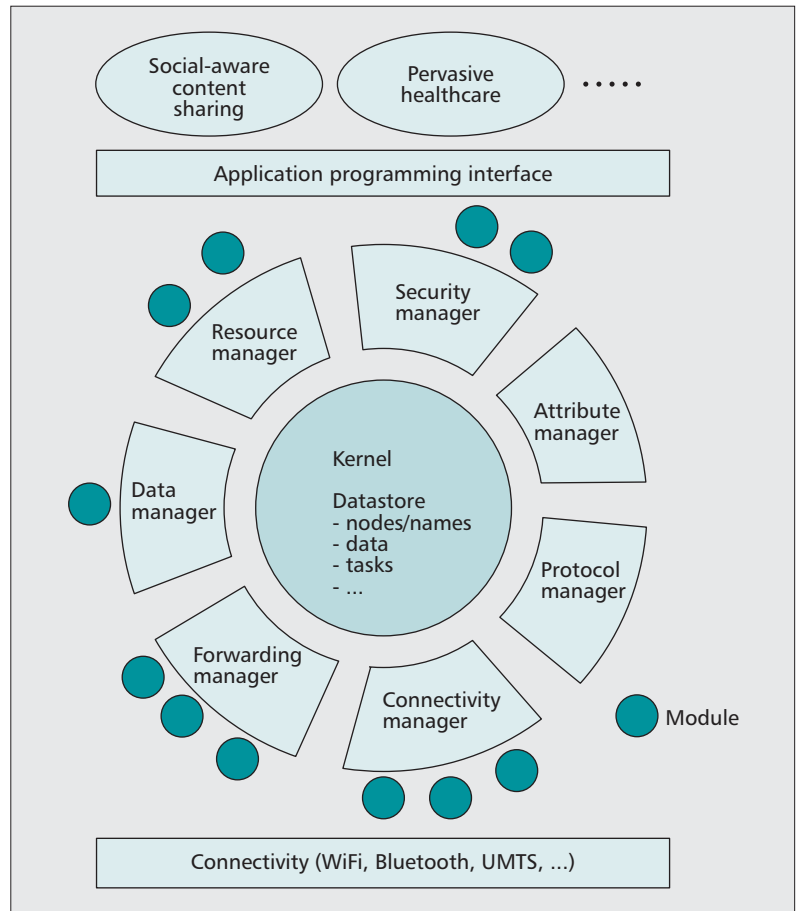 Social-aware
content
sharing
Pervasive
healthcare
.....
Application programming interface
Security
manager
Resource
manager
Attribute
manager
Kernel
Datastore
- nodes/names
- data
- tasks
- ...
Data
manager
Protocol
manager
Forwarding
manager
Connectivity
manager
Module
Connectivity (WiFi, Bluetooth, UMTS, ...)